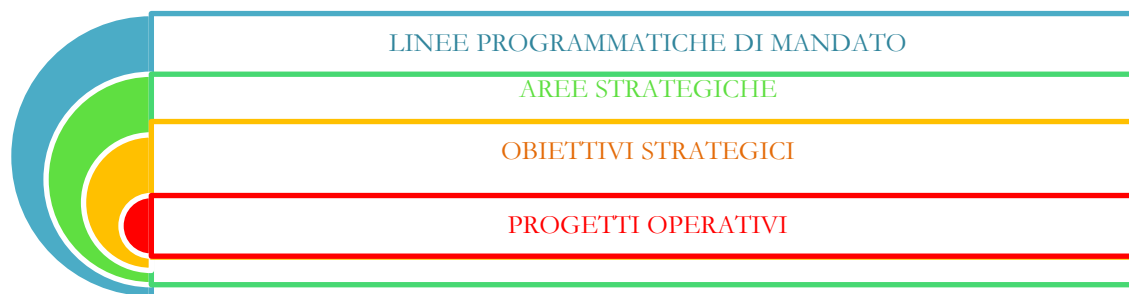 LINEE PROGRAMMATICHE DI MANDATO
AREE STRATEGICHE
OBIETTIVI STRATEGICI
PROGETTI OPERATIVI